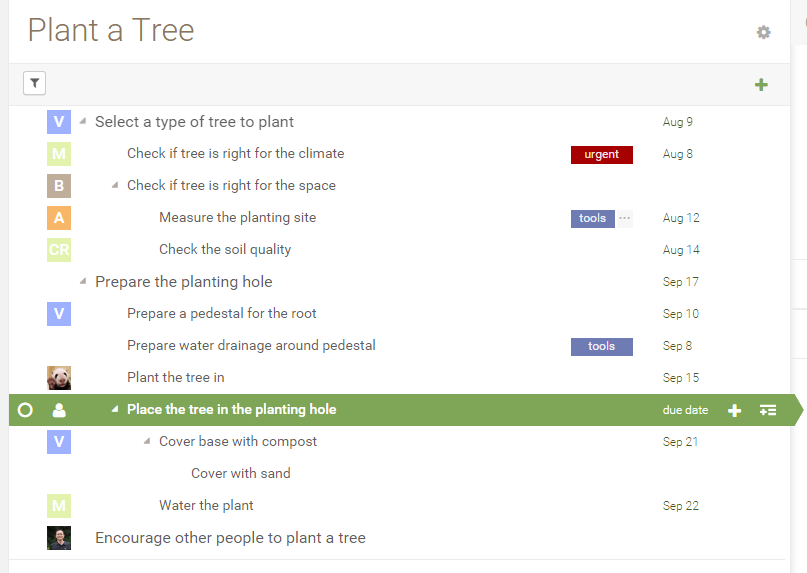 Plant a Tree
V Select a type of tree to plant Aug 9
M Check if tree is right for the climate urgent Aug 8
B Check if tree is right for the space
A Measure the planting site tools ... Aug 12
CR Check the soil quality Aug 14
Prepare the planting hole Sep 17
V Prepare a pedestal for the root Sep 10
Prepare water drainage around pedestal tools Sep 8
Plant the tree in Sep 15
Place the tree in the planting hole due date
V Cover base with compost Sep 21
Cover with sand
M Water the plant Sep 22
Encourage other people to plant a tree